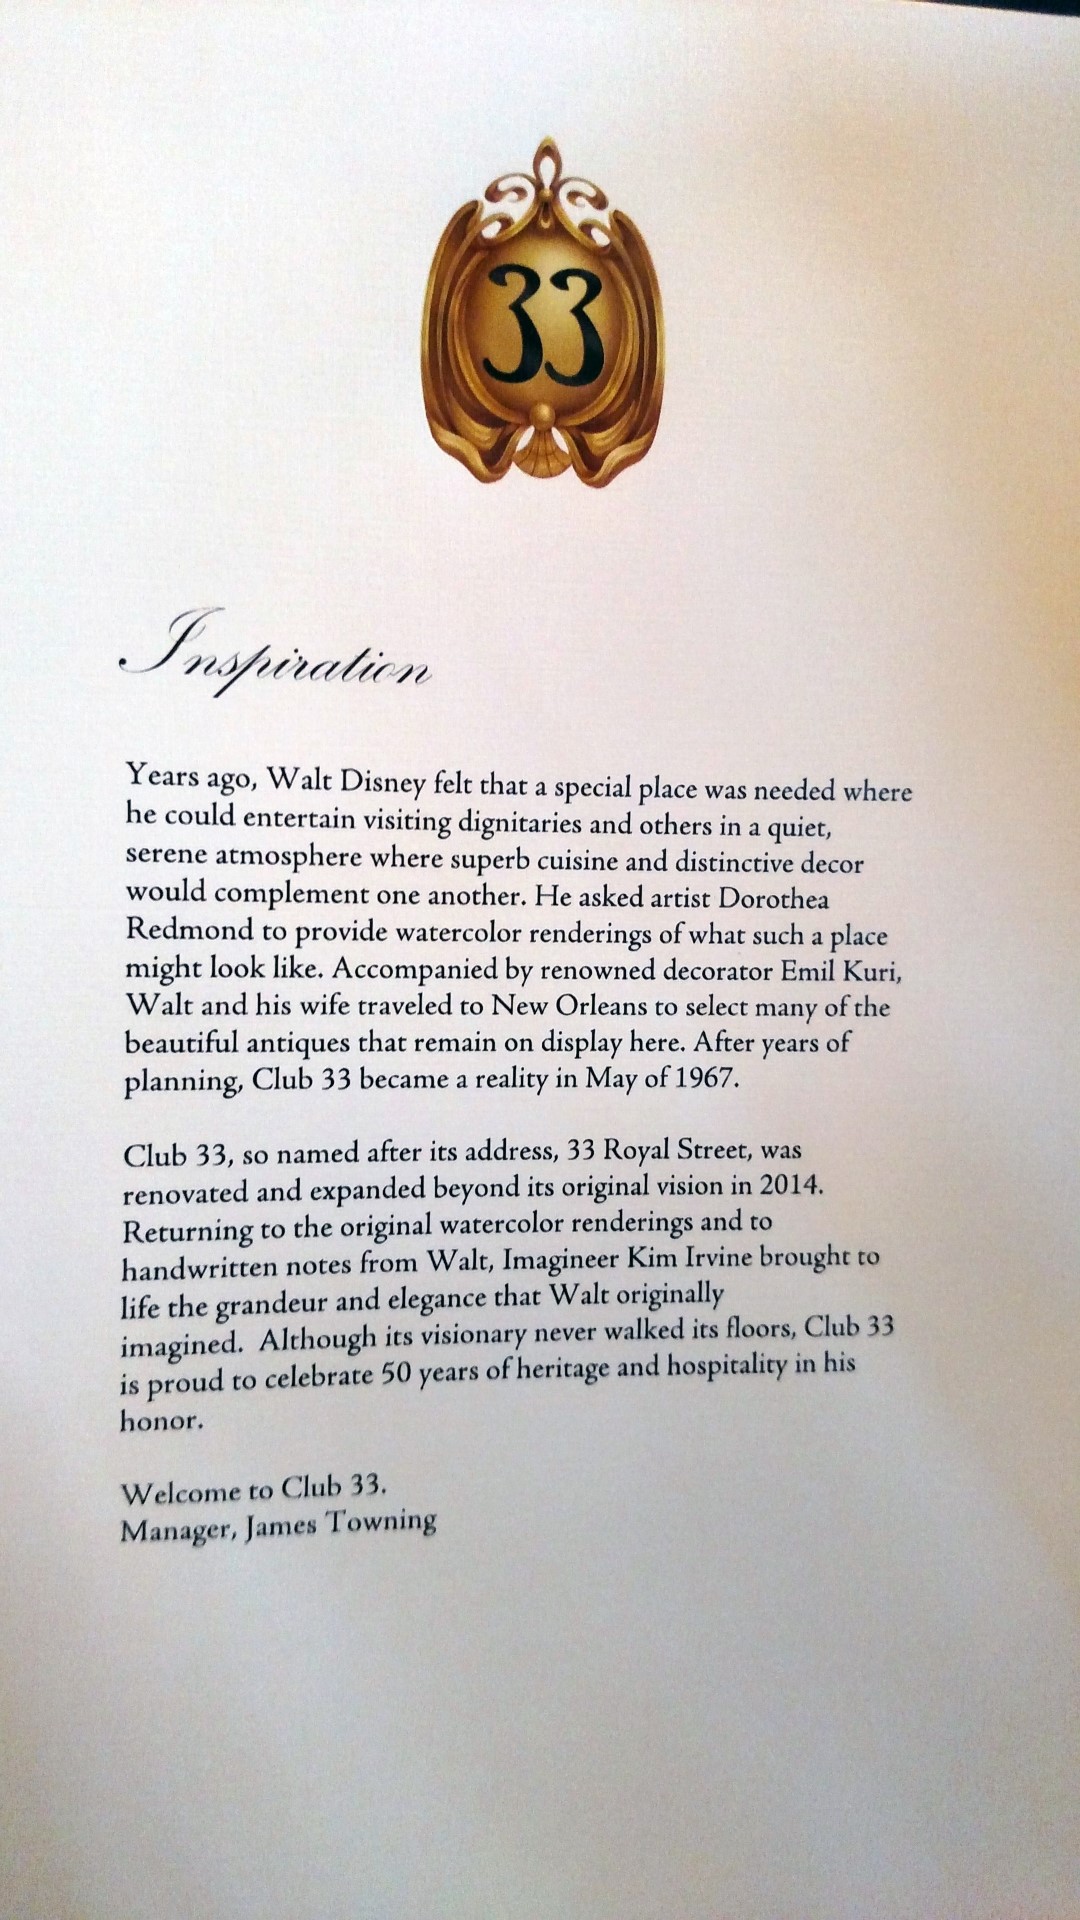 33
Inspiration
Years ago, Walt Disney felt that a special place was needed where
he could entertain visiting dignitaries and others in a quiet,
serene atmosphere where superb cuisine and distinctive decor
would complement one another. He asked artist Dorothea
Redmond to provide watercolor renderings of what such a place
might look like. Accompanied by renowned decorator Emil Kuri,
Walt and his wife traveled to New Orleans to select many of the
beautiful antiques that remain on display here. After years of
planning, Club 33 became a reality in May of 1967.
Club 33, so named after its address, 33 Royal Street, was
renovated and expanded beyond its original vision in 2014.
Returning to the original watercolor renderings and to
handwritten notes from Walt, Imagineer Kim Irvine brought to
life the grandeur and elegance that Walt originally
imagined.  Although its visionary never walked its floors, Club 33
is proud to celebrate 50 years of heritage and hospitality in his
honor.
Welcome to Club 33.
Manager, James Towning